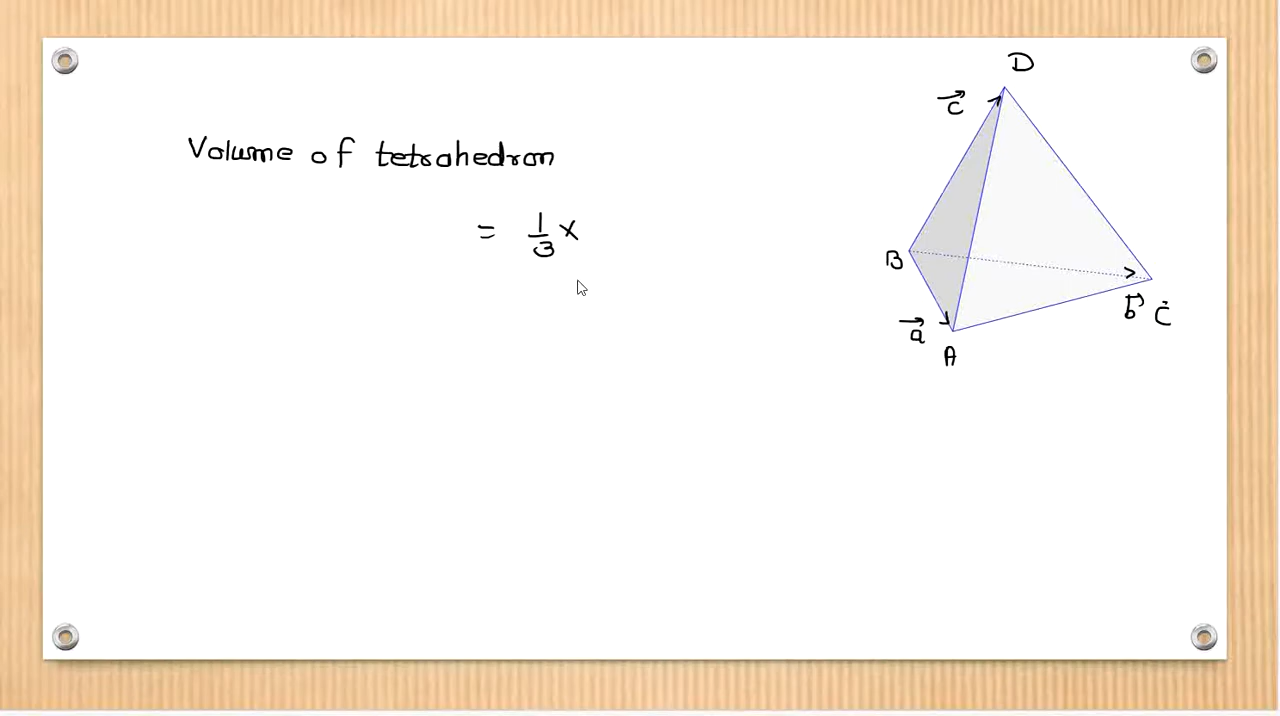 Volume of tetrahedron
= 1/3 ×
D
c⃗
B
b⃗ C
a⃗
A